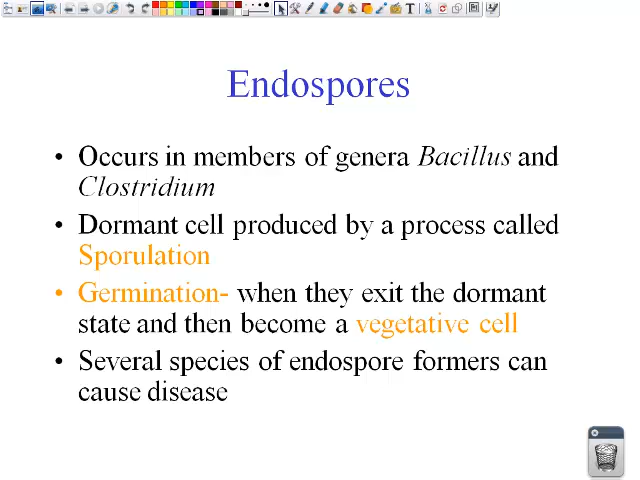 Endospores
• Occurs in members of genera Bacillus and
Clostridium
• Dormant cell produced by a process called
Sporulation
• Germination- when they exit the dormant
state and then become a vegetative cell
• Several species of endospore formers can
cause disease